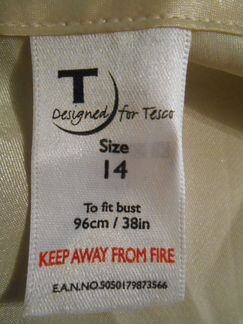 T
Designed for Tesco
Size
14
To fit bust
96cm / 38in
KEEP AWAY FROM FIRE
E.A.N.NO.5050179873566